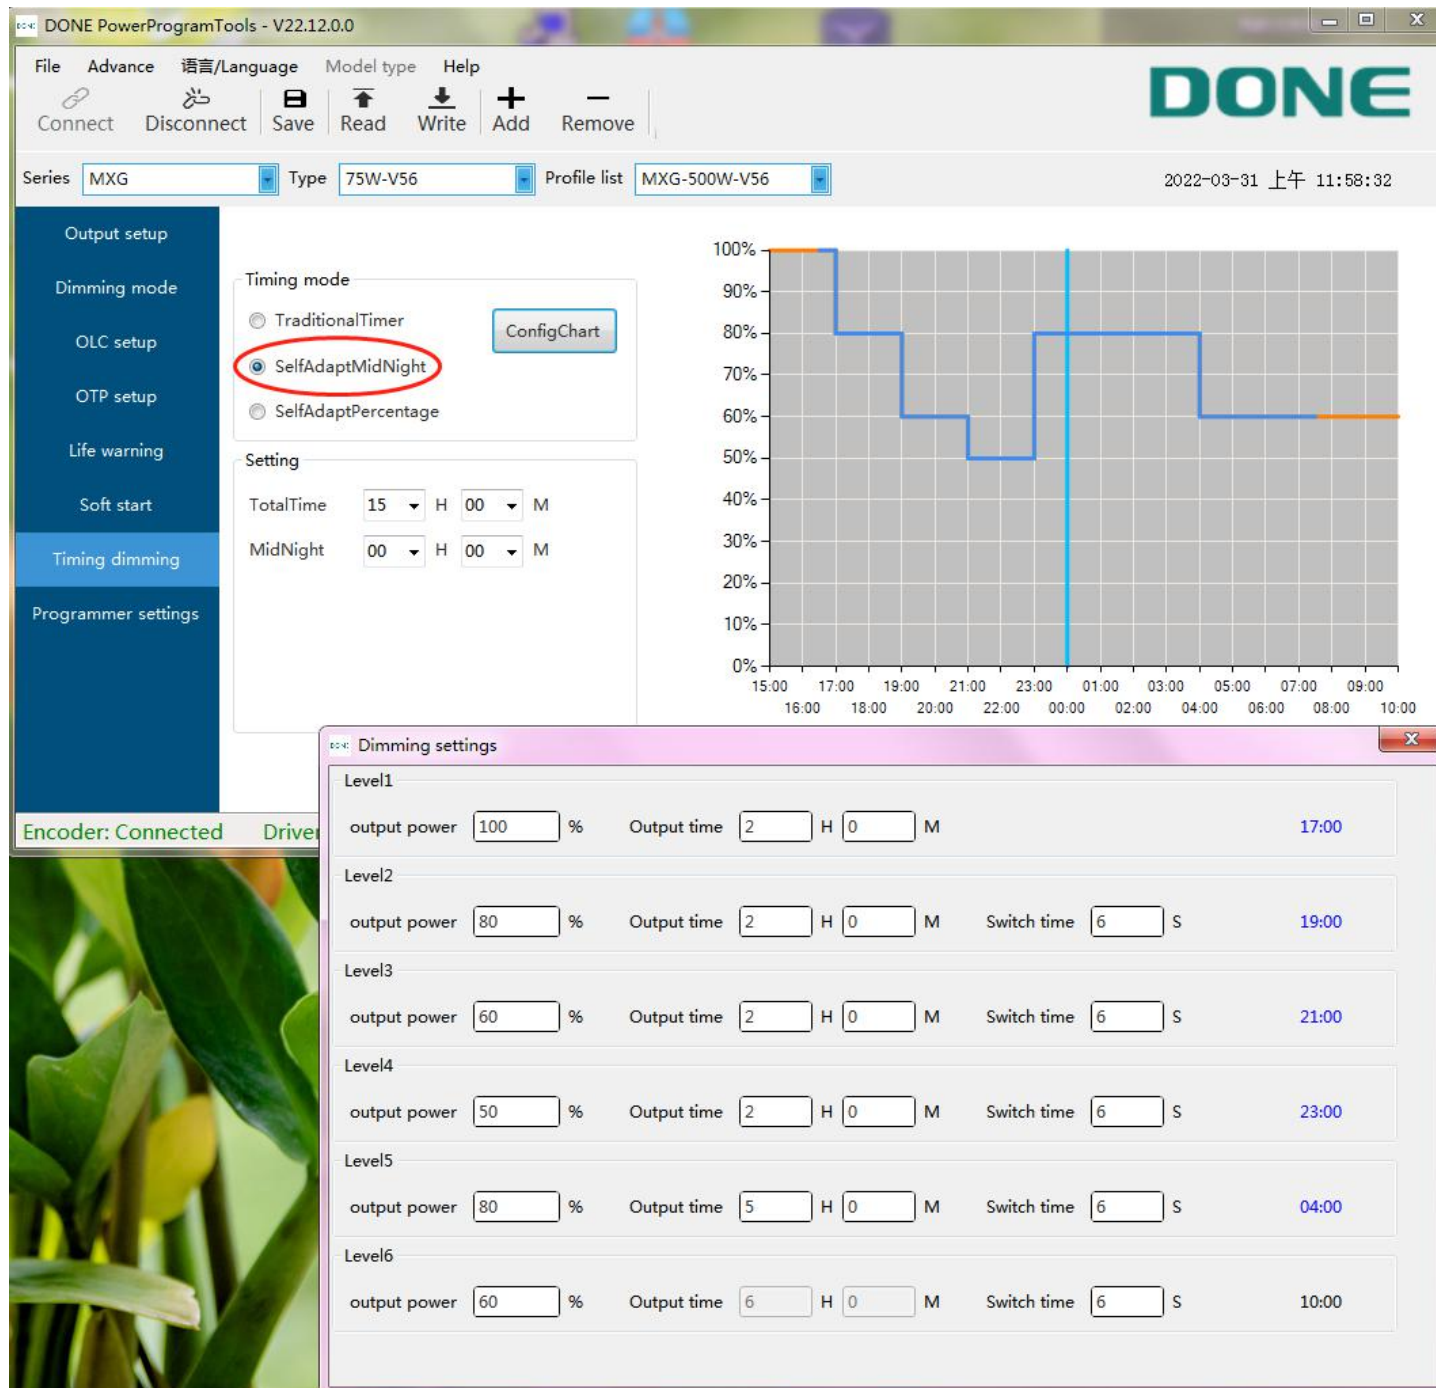 DONE PowerProgramTools - V22.12.0.0
File Advance 语言/Language Model type Help
Connect Disconnect Save Read Write Add Remove
DONE
Series MXG Type 75W-V56 Profile list MXG-500W-V56 2022-03-31 上午 11:58:32
Output setup
Dimming mode
OLC setup
OTP setup
Life warning
Soft start
Timing dimming
Programmer settings
Timing mode
TraditionalTimer
ConfigChart
SelfAdaptMidNight
SelfAdaptPercentage
Setting
TotalTime 15 H 00 M
MidNight 00 H 00 M
100%
90%
80%
70%
60%
50%
40%
30%
20%
10%
0%
15:00 17:00 19:00 21:00 23:00 01:00 03:00 05:00 07:00 09:00
16:00 18:00 20:00 22:00 00:00 02:00 04:00 06:00 08:00 10:00
Encoder: Connected Driver
DONE Dimming settings
Level1
output power 100 % Output time 2 H 0 M 17:00
Level2
output power 80 % Output time 2 H 0 M Switch time 6 S 19:00
Level3
output power 60 % Output time 2 H 0 M Switch time 6 S 21:00
Level4
output power 50 % Output time 2 H 0 M Switch time 6 S 23:00
Level5
output power 80 % Output time 5 H 0 M Switch time 6 S 04:00
Level6
output power 60 % Output time 6 H 0 M Switch time 6 S 10:00